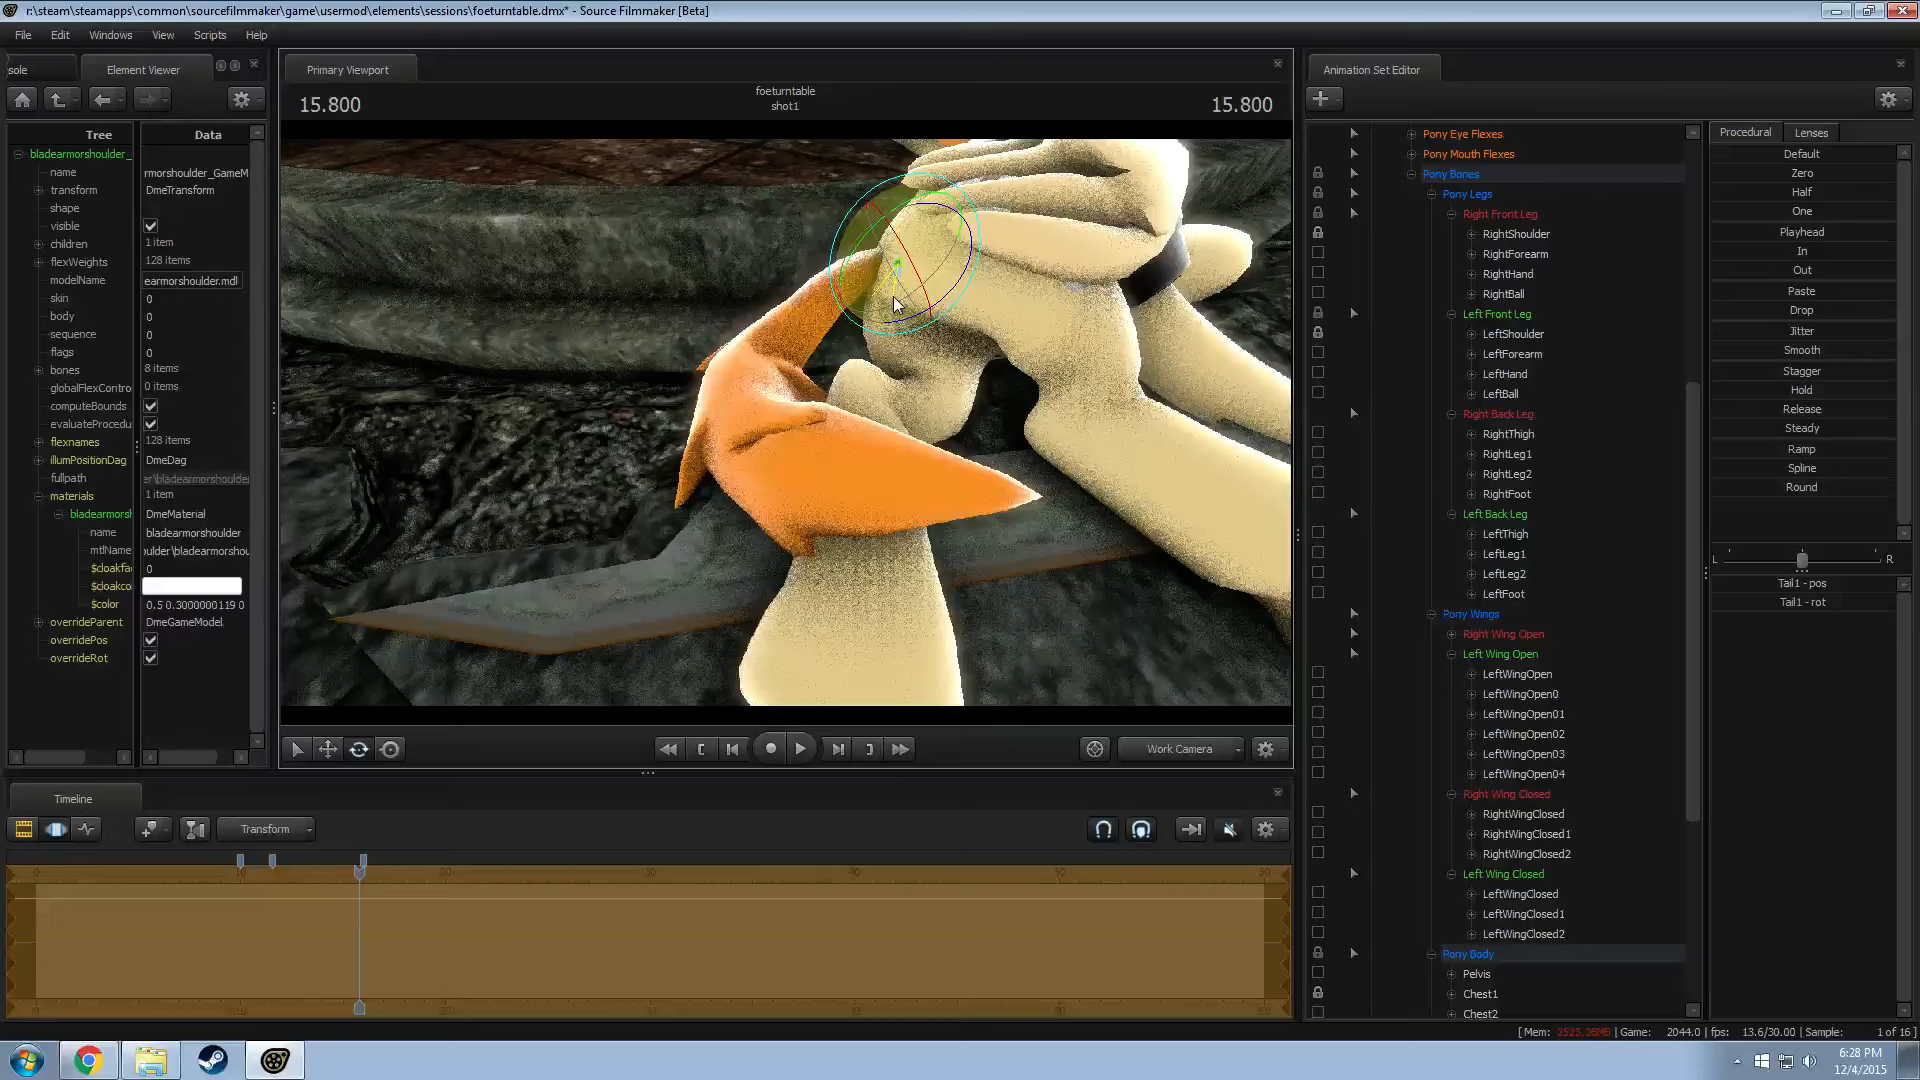 r:\steam\steamapps\common\sourcefilmmaker\game\usermod\elements\sessions\foeturntable.dmx* - Source Filmmaker [Beta]
File Edit Windows View Scripts Help
sole
Element Viewer
Tree Data
bladearmorshoulder_
name rmorshoulder_GameM
transform DmeTransform
shape
visible
children 1 item
flexWeights 128 items
modelName earmorshoulder.mdl
skin 0
body 0
sequence 0
flags 0
bones 8 items
globalFlexContro 0 items
computeBounds
evaluateProcedu
flexnames 128 items
illumPositionDag DmeDag
fullpath er\bladearmorshoulde
materials 1 item
bladearmorsh DmeMaterial
name bladearmorshoulder
mtlName oulder\bladearmorshou
$cloakfa 0
$cloakco
$color 0.5 0.3000000119 0
overrideParent DmeGameModel
overridePos
overrideRot
Primary Viewport
15.800
foeturntable
shot1
15.800
Work Camera
Animation Set Editor
Pony Eye Flexes
Pony Mouth Flexes
Pony Bones
Pony Legs
Right Front Leg
RightShoulder
RightForearm
RightHand
RightBall
Left Front Leg
LeftShoulder
LeftForearm
LeftHand
LeftBall
Right Back Leg
RightThigh
RightLeg1
RightLeg2
RightFoot
Left Back Leg
LeftThigh
LeftLeg1
LeftLeg2
LeftFoot
Pony Wings
Right Wing Open
Left Wing Open
LeftWingOpen
LeftWingOpen0
LeftWingOpen01
LeftWingOpen02
LeftWingOpen03
LeftWingOpen04
Right Wing Closed
RightWingClosed
RightWingClosed1
RightWingClosed2
Left Wing Closed
LeftWingClosed
LeftWingClosed1
LeftWingClosed2
Pony Body
Pelvis
Chest1
Chest2
Procedural Lenses
Default
Zero
Half
One
Playhead
In
Out
Paste
Drop
Jitter
Smooth
Stagger
Hold
Release
Steady
Ramp
Spline
Round
L R
Tail1 - pos
Tail1 - rot
Timeline
Transform
[ Mem: 2523.26MB | Game: 2044.0 | fps: 13.6/30.00 | Sample: 1 of 16 ]
6:28 PM
12/4/2015